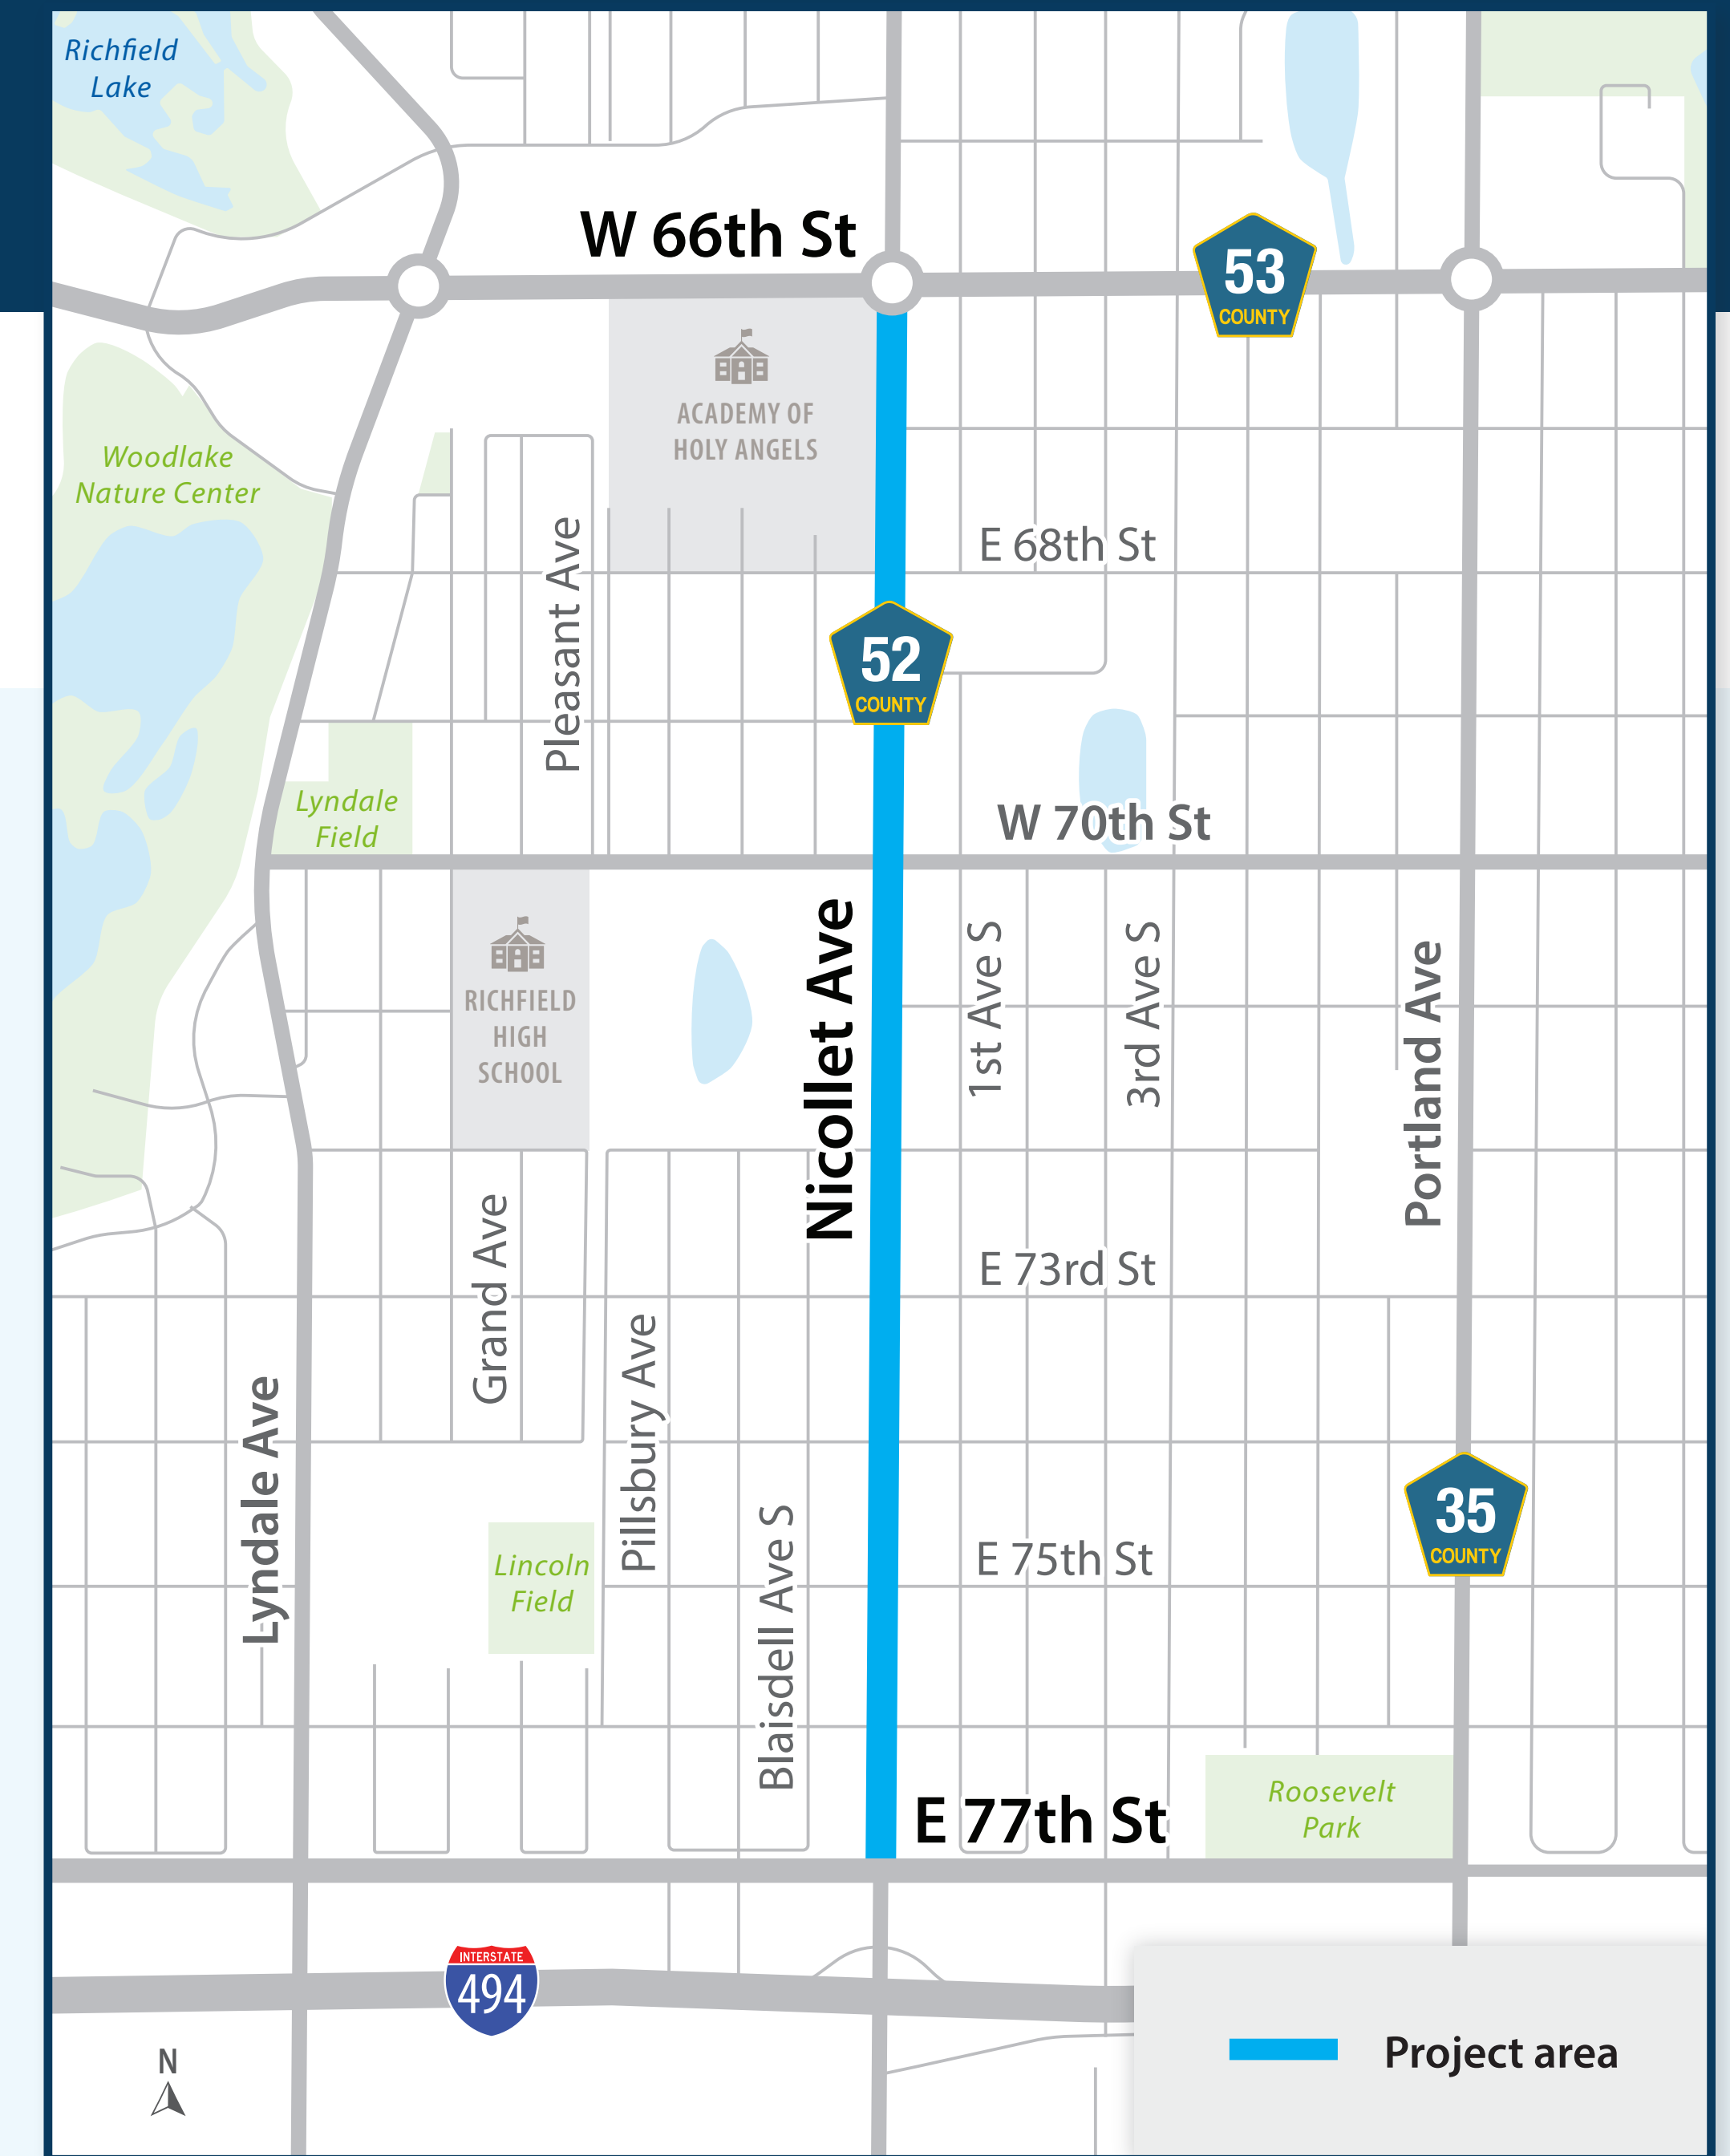 Richfield
Lake
W 66th St
53
COUNTY
ACADEMY OF
HOLY ANGELS
Woodlake
Nature Center
Pleasant Ave
E 68th St
52
COUNTY
Lyndale
Field
W 70th St
RICHFIELD
HIGH
SCHOOL
Nicollet Ave
1st Ave S
3rd Ave S
Portland Ave
Grand Ave
E 73rd St
Pillsbury Ave
Lyndale Ave
35
COUNTY
Lincoln
Field
Blaisdell Ave S
E 75th St
Roosevelt
Park
E 77th St
INTERSTATE
494
N
Project area